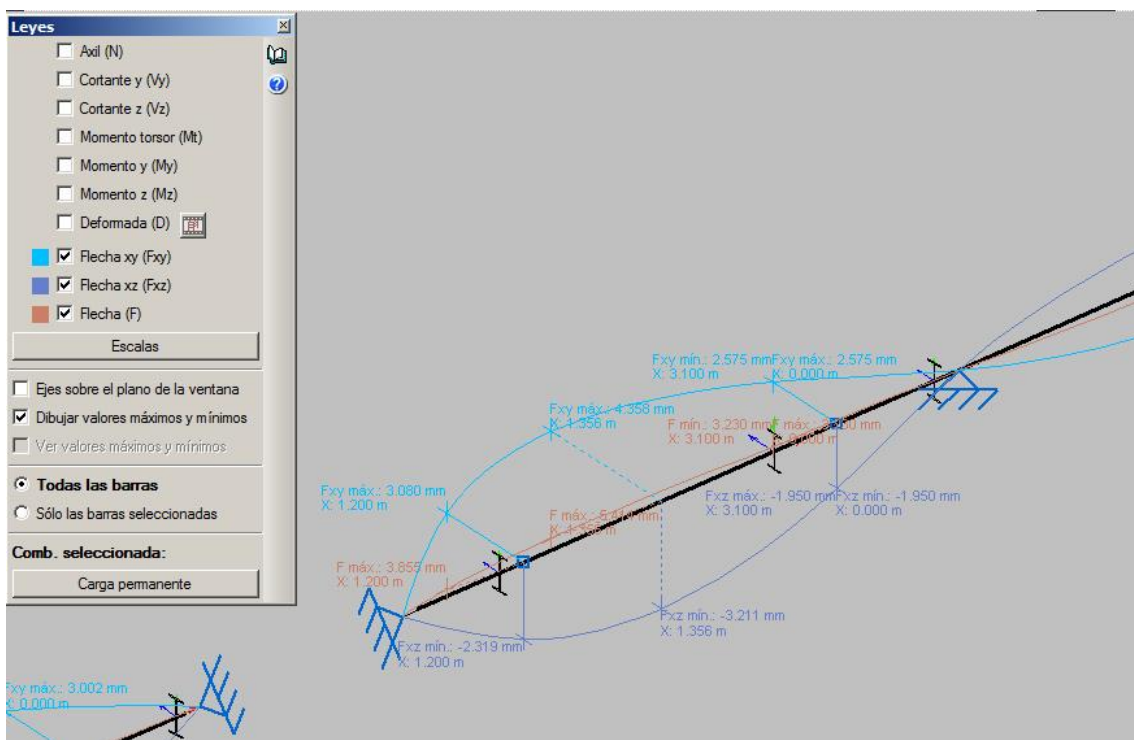 Leyes
Axil (N)
Cortante y (Vy)
Cortante z (Vz)
Momento torsor (Mt)
Momento y (My)
Momento z (Mz)
Deformada (D)
Flecha xy (Fxy)
Flecha xz (Fxz)
Flecha (F)
Escalas
Ejes sobre el plano de la ventana
Dibujar valores máximos y mínimos
Ver valores máximos y mínimos
Todas las barras
Sólo las barras seleccionadas
Comb. seleccionada:
Carga permanente
Fxy mín.: 2.575 mm Fxy máx.: 2.575 mm
X: 3.100 m X: 0.000 m
Fxy máx.: 4.358 mm
X: 1.356 m
F mín.: 3.230 mm F máx.:
X: 3.100 m
Fxy máx.: 3.080 mm
X: 1.200 m
Fxz máx.: -1.950 mm Fxz mín.: -1.950 mm
X: 3.100 m X: 0.000 m
F máx.:
F máx.: 3.855 mm
X: 1.200 m
Fxz mín.: -3.211 mm
X: 1.356 m
Fxz mín.: -2.319 mm
X: 1.200 m
Fxy máx.: 3.002 mm
X: 0.000 m